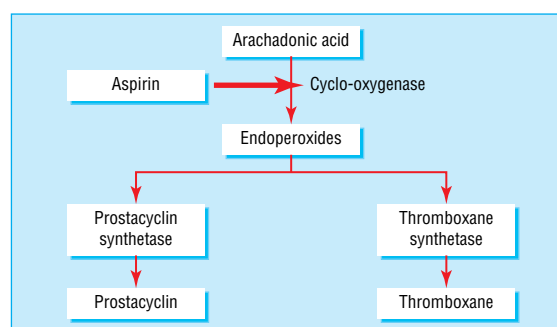 Arachadonic acid
Aspirin
Cyclo-oxygenase
Endoperoxides
Prostacyclin
synthetase
Thromboxane
synthetase
Prostacyclin
Thromboxane